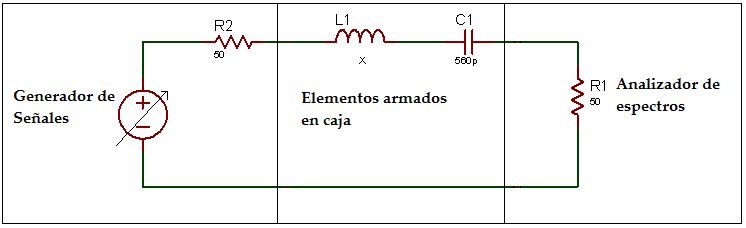 R2
50
L1
X
C1
560p
R1
50
Generador de
Señales
Elementos armados
en caja
Analizador de
espectros